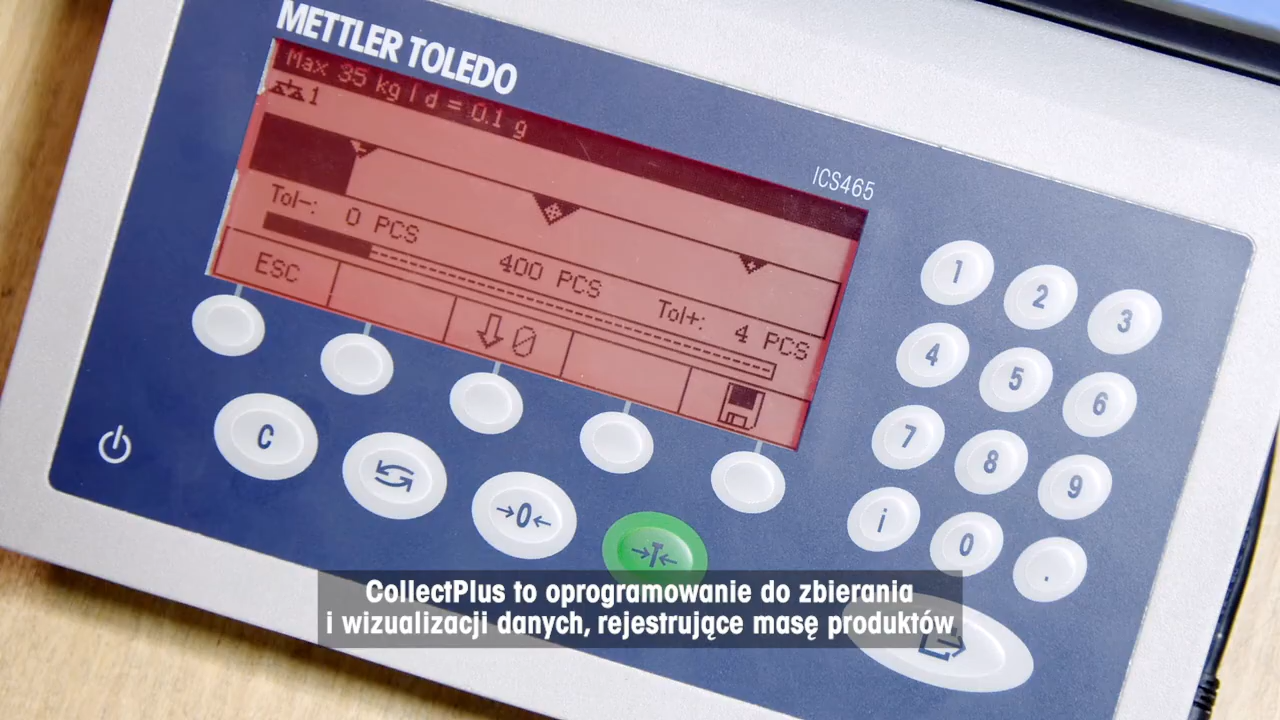 METTLER TOLEDO
Max 35 kg | d = 0.1 g
1
ICS465
Tol-: 0 PCS
400 PCS
Tol+: 4 PCS
ESC
0
1 2 3
4 5 6
7 8 9
i 0 .
C
→0←
→T←
CollectPlus to oprogramowanie do zbierania
i wizualizacji danych, rejestrujące masę produktów